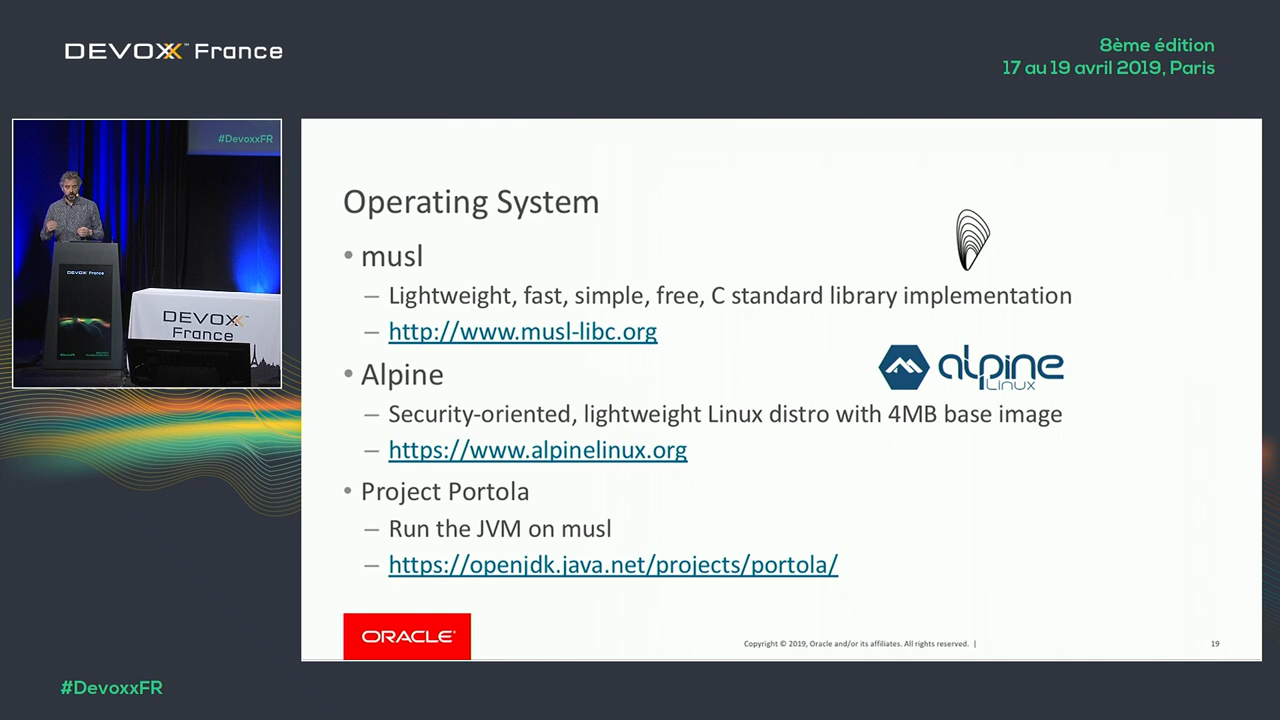 DEVOXX™ France
8ème édition
17 au 19 avril 2019, Paris
#DevoxxFR
DEVOXX France
DEVOXX
France
Operating System
• musl
– Lightweight, fast, simple, free, C standard library implementation
– http://www.musl-libc.org
• Alpine
– Security-oriented, lightweight Linux distro with 4MB base image
– https://www.alpinelinux.org
• Project Portola
– Run the JVM on musl
– https://openjdk.java.net/projects/portola/
alpine
Linux
ORACLE®
Copyright © 2019, Oracle and/or its affiliates. All rights reserved. |
19
#DevoxxFR